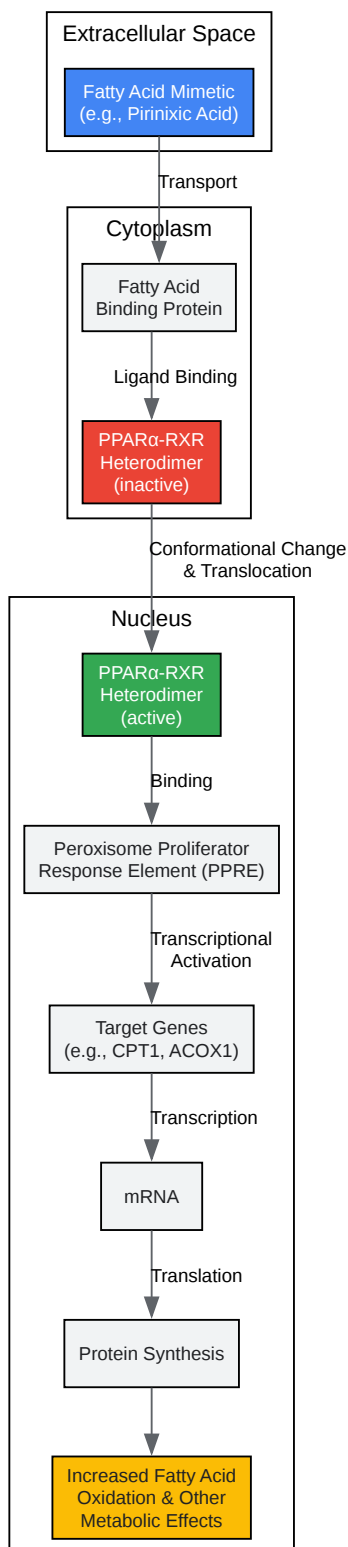 Extracellular Space
Fatty Acid Mimetic
(e.g., Pirinixic Acid)
Transport
Cytoplasm
Fatty Acid
Binding Protein
Ligand Binding
PPARα-RXR
Heterodimer
(inactive)
Conformational Change
& Translocation
Nucleus
PPARα-RXR
Heterodimer
(active)
Binding
Peroxisome Proliferator
Response Element (PPRE)
Transcriptional
Activation
Target Genes
(e.g., CPT1, ACOX1)
Transcription
mRNA
Translation
Protein Synthesis
Increased Fatty Acid
Oxidation & Other
Metabolic Effects